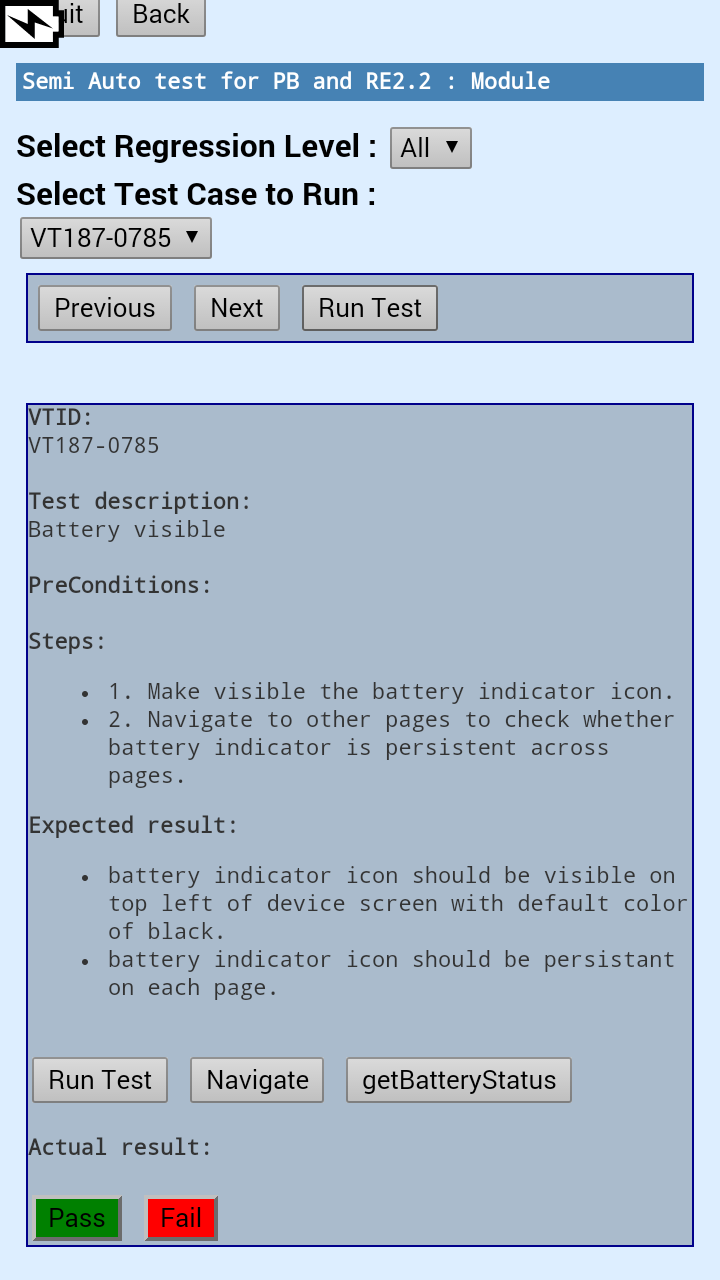 Back
Semi Auto test for PB and RE2.2 : Module
Select Regression Level : All ▼
Select Test Case to Run :
VT187-0785 ▼
Previous Next Run Test
VTID:
VT187-0785
Test description:
Battery visible
PreConditions:
Steps:
• 1. Make visible the battery indicator icon.
• 2. Navigate to other pages to check whether
battery indicator is persistent across
pages.
Expected result:
• battery indicator icon should be visible on
top left of device screen with default color
of black.
• battery indicator icon should be persistant
on each page.
Run Test Navigate getBatteryStatus
Actual result:
Pass Fail